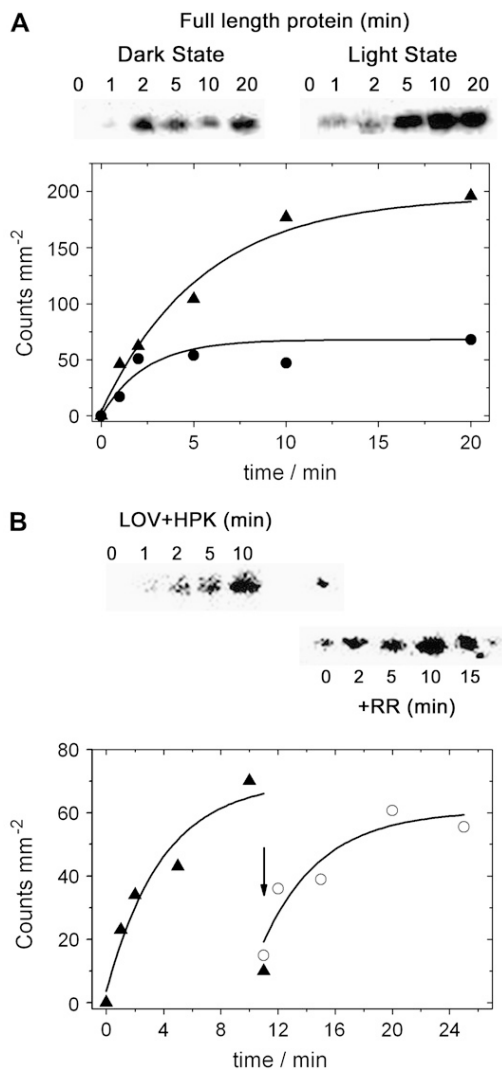 A
Full length protein (min)
Dark State Light State
0 1 2 5 10 20 0 1 2 5 10 20
200
150
100
50
0
Counts mm-2
0 5 10 15 20
time / min
B
LOV+HPK (min)
0 1 2 5 10
0 2 5 10 15
+RR (min)
80
60
40
20
0
Counts mm-2
0 4 8 12 16 20 24
time / min